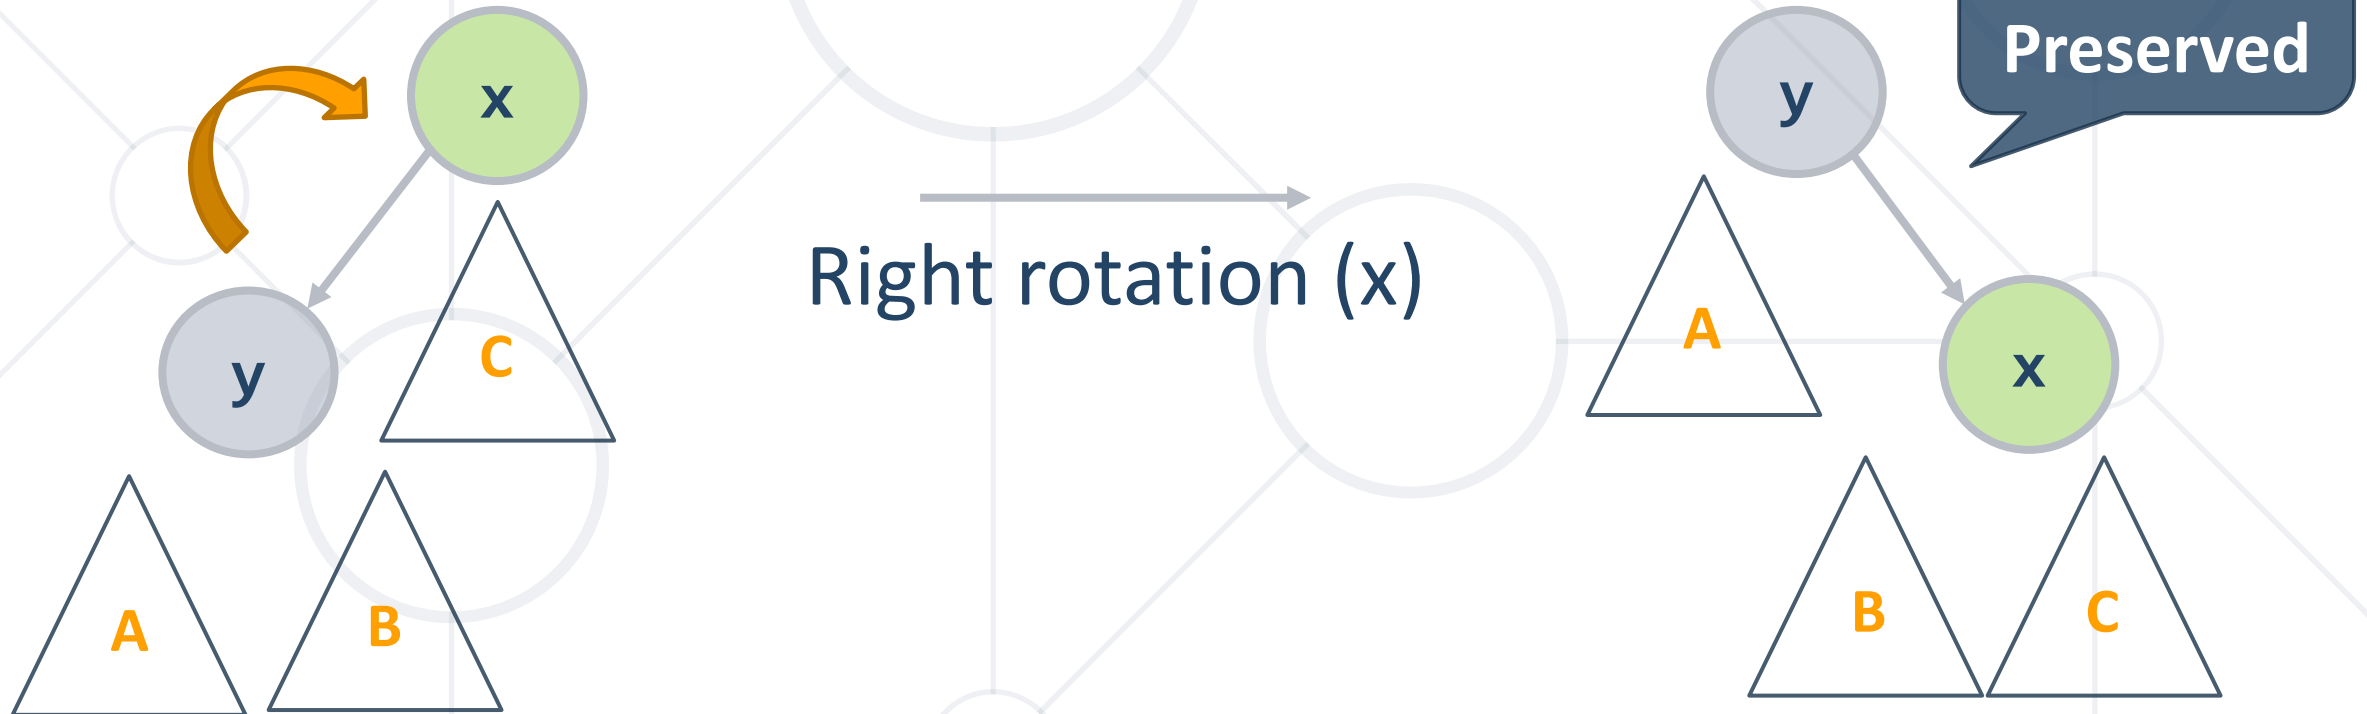 x
y
C
A
B
Right rotation (x)
Preserved
y
A
x
B
C